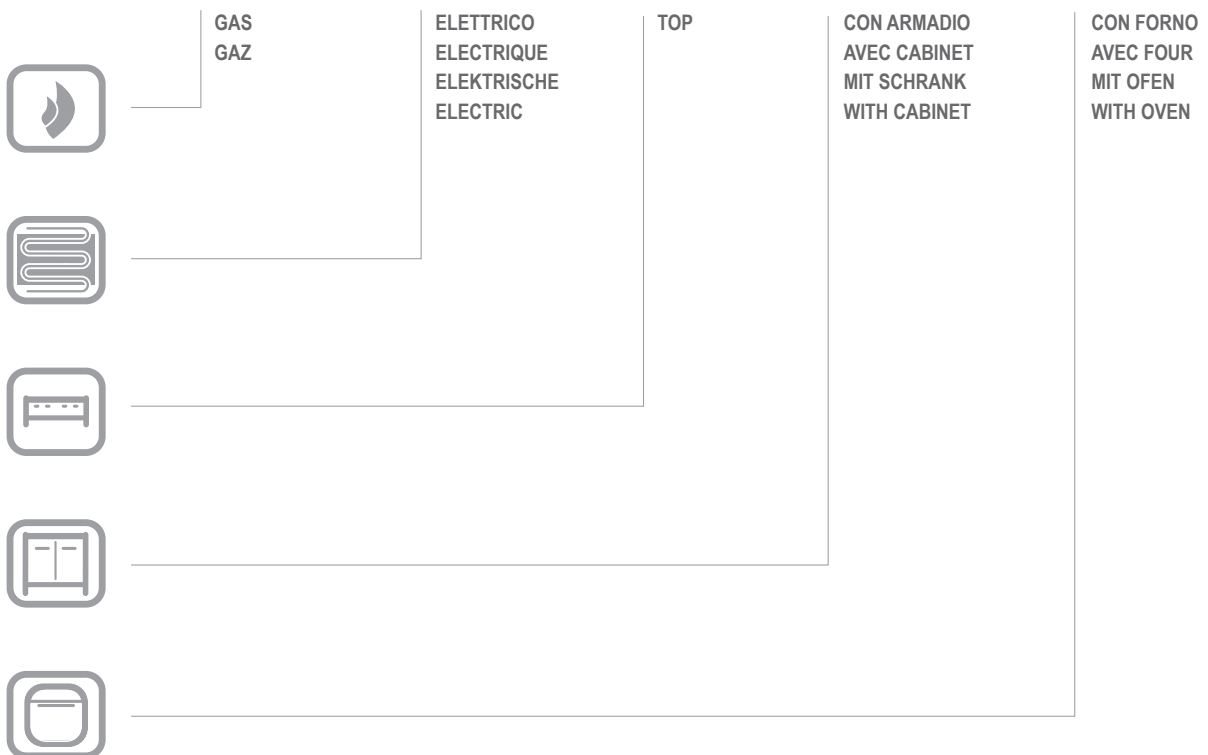 GAS
GAZ
ELETTRICO
ELECTRIQUE
ELEKTRISCHE
ELECTRIC
TOP
CON ARMADIO
AVEC CABINET
MIT SCHRANK
WITH CABINET
CON FORNO
AVEC FOUR
MIT OFEN
WITH OVEN